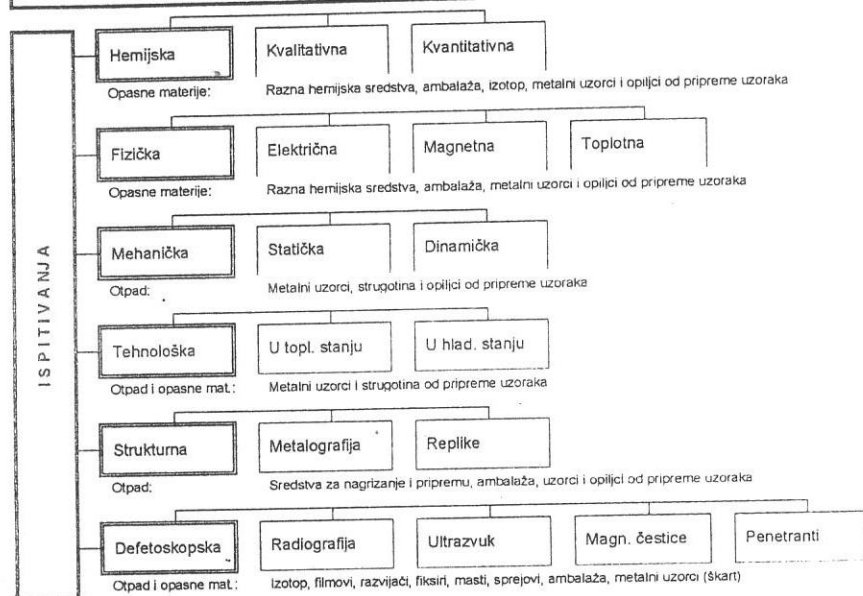 ISPITIVANJA
Hemijska
Kvalitativna
Kvantitativna
Opasne materije:
Razna hemijska sredstva, ambalaža, izotop, metalni uzorci i opiljci od pripreme uzoraka
Fizička
Električna
Magnetna
Toplotna
Opasne materije:
Razna hemijska sredstva, ambalaža, metalni uzorci i opiljci od pripreme uzoraka
Mehanička
Statička
Dinamička
Otpad:
Metalni uzorci, strugotina i opiljci od pripreme uzoraka
Tehnološka
U topl. stanju
U hlad. stanju
Otpad i opasne mat.:
Metalni uzorci i strugotina od pripreme uzoraka
Strukturna
Metalografija
Replike
Otpad:
Sredstva za nagrizanje i pripremu, ambalaža, uzorci i opiljci od pripreme uzoraka
Defetoskopska
Radiografija
Ultrazvuk
Magn. čestice
Penetranti
Otpad i opasne mat.:
Izotop, filmovi, razvijači, fiksiri, masti, sprejovi, ambalaža, metalni uzorci (škart)